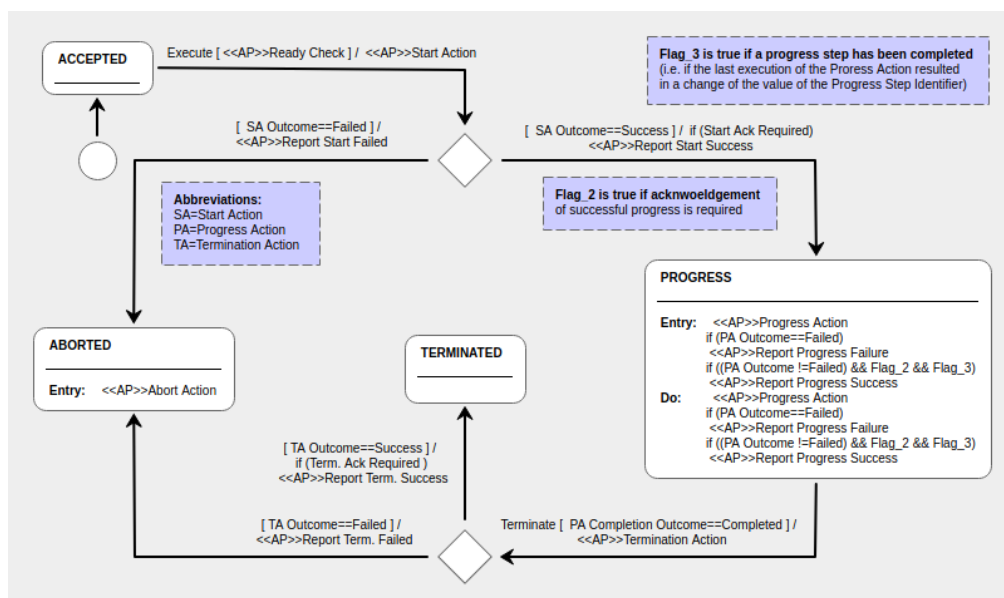 ACCEPTED
Execute [ <<AP>>Ready Check ] / <<AP>>Start Action
Flag_3 is true if a progress step has been completed
(i.e. if the last execution of the Proress Action resulted
in a change of the value of the Progress Step Identifier)
[ SA Outcome==Failed ] /
<<AP>>Report Start Failed
[ SA Outcome==Success ] / if (Start Ack Required)
<<AP>>Report Start Success
Abbreviations:
SA=Start Action
PA=Progress Action
TA=Termination Action
Flag_2 is true if acknwoeldgement
of successful progress is required
PROGRESS
Entry: <<AP>>Progress Action
if (PA Outcome==Failed)
<<AP>>Report Progress Failure
if ((PA Outcome !=Failed) && Flag_2 && Flag_3)
<<AP>>Report Progress Success
Do: <<AP>>Progress Action
if (PA Outcome==Failed)
<<AP>>Report Progress Failure
if ((PA Outcome !=Failed) && Flag_2 && Flag_3)
<<AP>>Report Progress Success
ABORTED
Entry: <<AP>>Abort Action
TERMINATED
[ TA Outcome==Success ] /
if (Term. Ack Required )
<<AP>>Report Term. Success
[ TA Outcome==Failed ] /
<<AP>>Report Term. Failed
Terminate [ PA Completion Outcome==Completed ] /
<<AP>>Termination Action